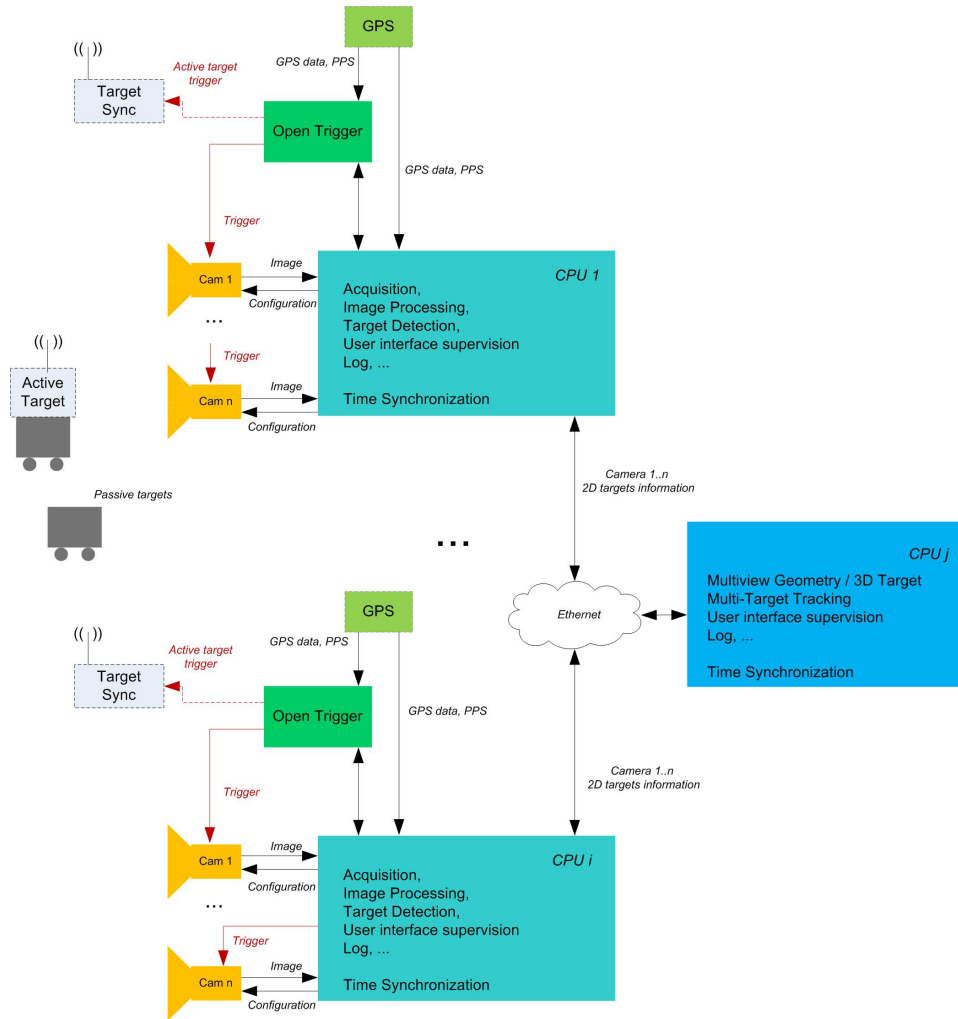 GPS
(( ))
GPS data, PPS
Active target
trigger
Target
Sync
Open Trigger
GPS data, PPS
Trigger
CPU 1
Image
Cam 1
Configuration
...
Acquisition,
Image Processing,
Target Detection,
User interface supervision
Log, ...
Time Synchronization
(( ))
Trigger
Image
Cam n
Configuration
Active
Target
Camera 1..n
2D targets information
Passive targets
...
CPU j
Multiview Geometry / 3D Target
Multi-Target Tracking
User interface supervision
Log, ...
Time Synchronization
Ethernet
GPS
(( ))
GPS data, PPS
Active target
trigger
Target
Sync
Open Trigger
GPS data, PPS
Camera 1..n
2D targets information
Trigger
CPU i
Image
Cam 1
Configuration
...
Acquisition,
Image Processing,
Target Detection,
User interface supervision
Log, ...
Time Synchronization
Trigger
Image
Cam n
Configuration